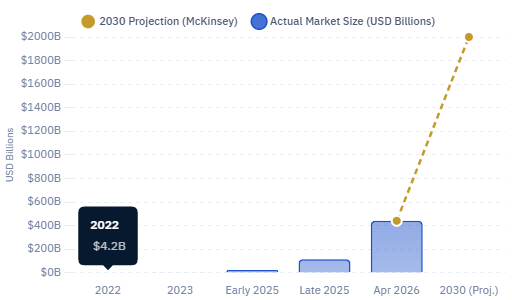 2030 Projection (McKinsey) Actual Market Size (USD Billions)
$2000B
$1800B
$1600B
$1400B
$1200B
$1000B
$800B
$600B
$400B
$200B
$0B
USD Billions
2022
$4.2B
2022 2023 Early 2025 Late 2025 Apr 2026 2030 (Proj.)